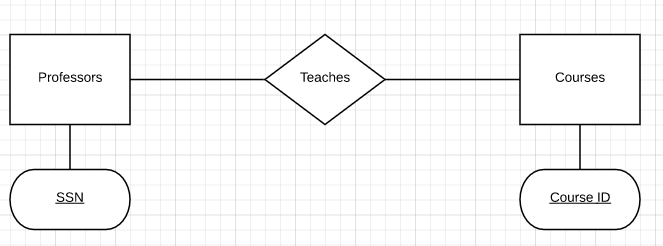 Professors
Teaches
Courses
SSN
Course ID